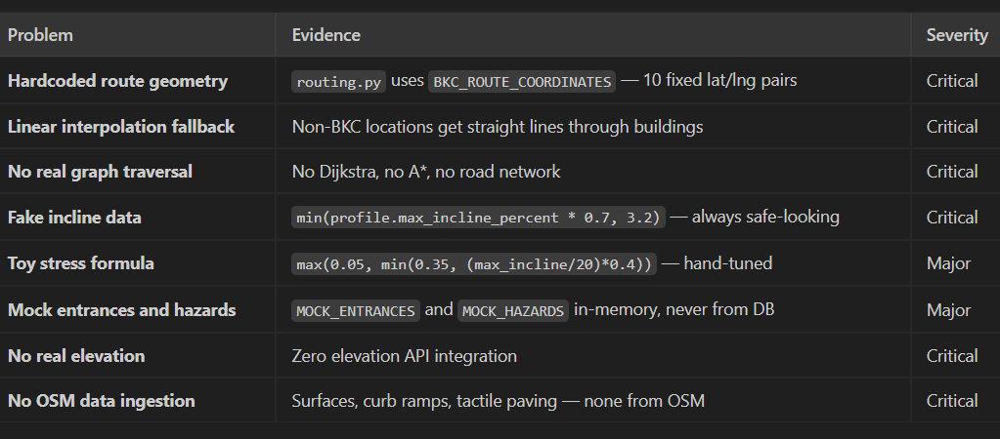 Problem Evidence Severity
Hardcoded route geometry routing.py uses BKC_ROUTE_COORDINATES — 10 fixed lat/lng pairs Critical
Linear interpolation fallback Non-BKC locations get straight lines through buildings Critical
No real graph traversal No Dijkstra, no A*, no road network Critical
Fake incline data min(profile.max_incline_percent * 0.7, 3.2) — always safe-looking Critical
Toy stress formula max(0.05, min(0.35, (max_incline/20)*0.4)) — hand-tuned Major
Mock entrances and hazards MOCK_ENTRANCES and MOCK_HAZARDS in-memory, never from DB Major
No real elevation Zero elevation API integration Critical
No OSM data ingestion Surfaces, curb ramps, tactile paving — none from OSM Critical